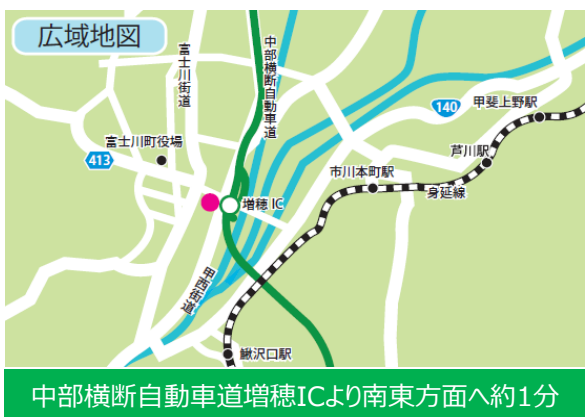 広域地図
富士川街道
中部横断自動車道
140
甲斐上野駅
富士川町役場
芦川駅
413
市川本町駅
身延線
増穂 IC
甲西街道
鰍沢口駅
中部横断自動車道増穂ICより南東方面へ約1分